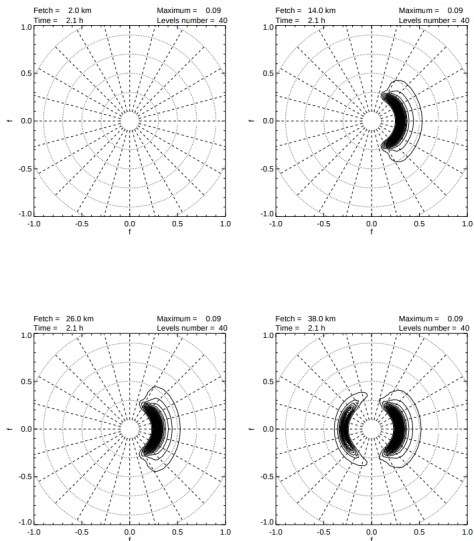 Fetch = 2.0 km Maximum = 0.09 Fetch = 14.0 km Maximum = 0.09
Time = 2.1 h Levels number = 40 Time = 2.1 h Levels number = 40
1.0 1.0
0.5 0.5
f 0.0 f 0.0
-0.5 -0.5
-1.0 -1.0
-1.0 -0.5 0.0 0.5 1.0 -1.0 -0.5 0.0 0.5 1.0
f f
Fetch = 26.0 km Maximum = 0.09 Fetch = 38.0 km Maximum = 0.09
Time = 2.1 h Levels number = 40 Time = 2.1 h Levels number = 40
1.0 1.0
0.5 0.5
f 0.0 f 0.0
-0.5 -0.5
-1.0 -1.0
-1.0 -0.5 0.0 0.5 1.0 -1.0 -0.5 0.0 0.5 1.0
f f